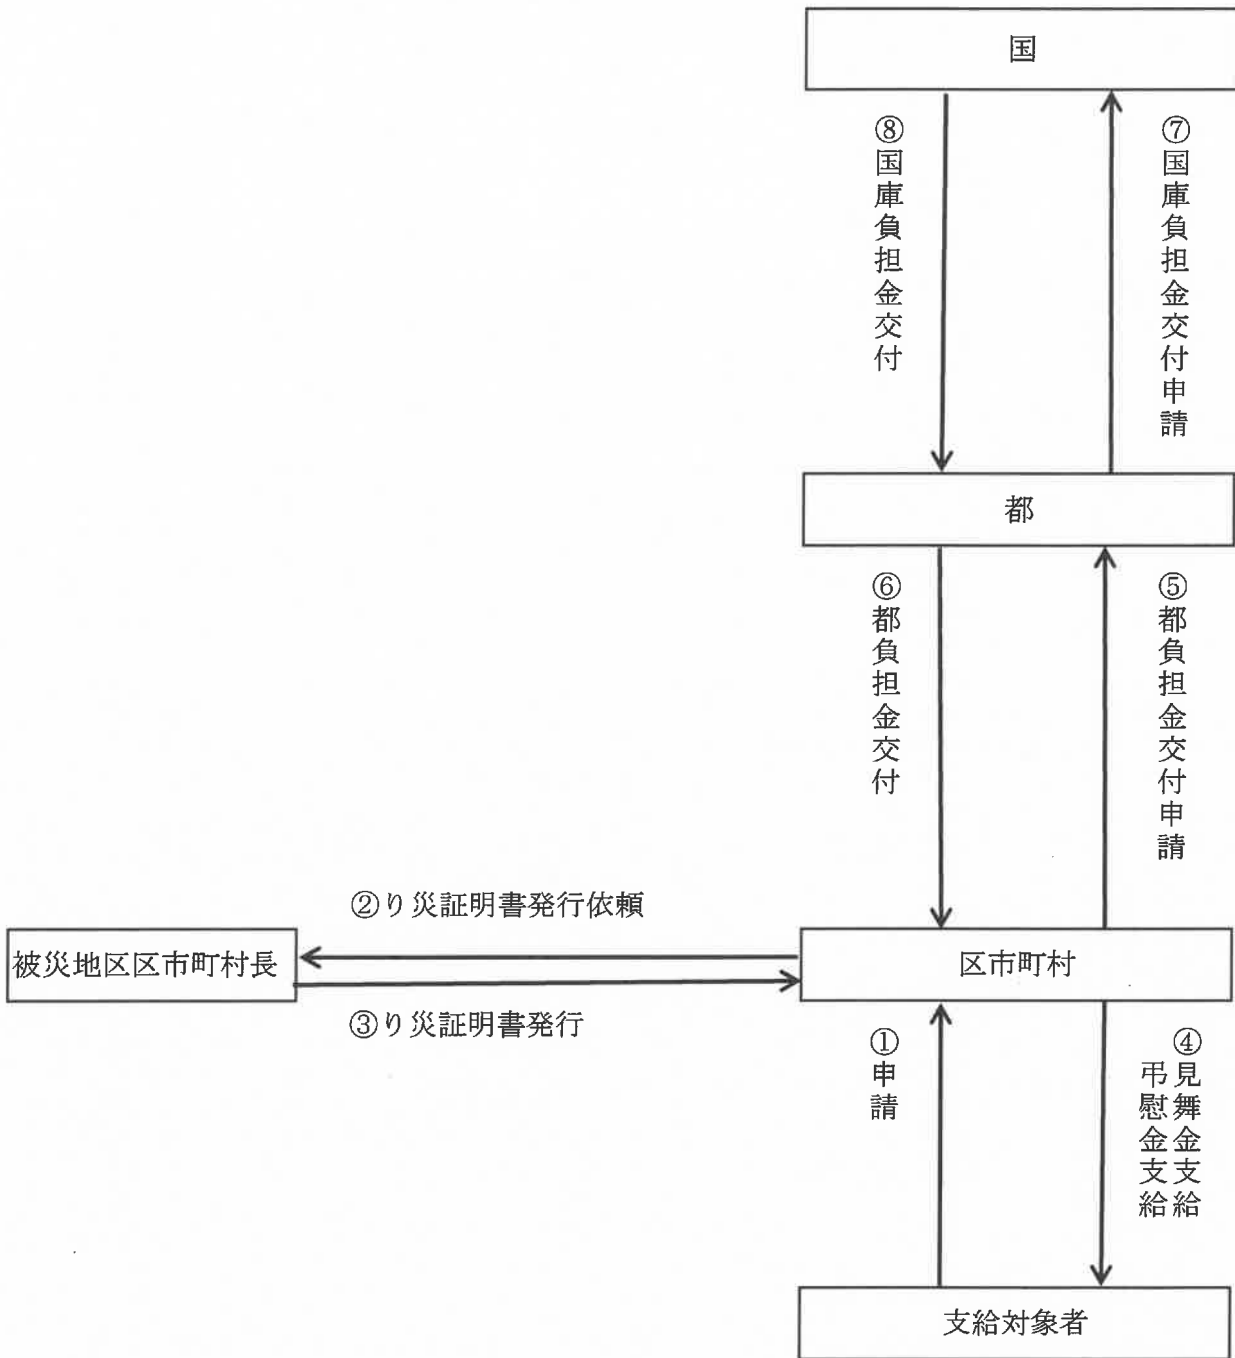 国
⑧国庫負担金交付
⑦国庫負担金交付申請
都
⑥都負担金交付
⑤都負担金交付申請
②り災証明書発行依頼
被災地区区市町村長
区市町村
③り災証明書発行
①申請
④見舞金支給
弔慰金支給
支給対象者